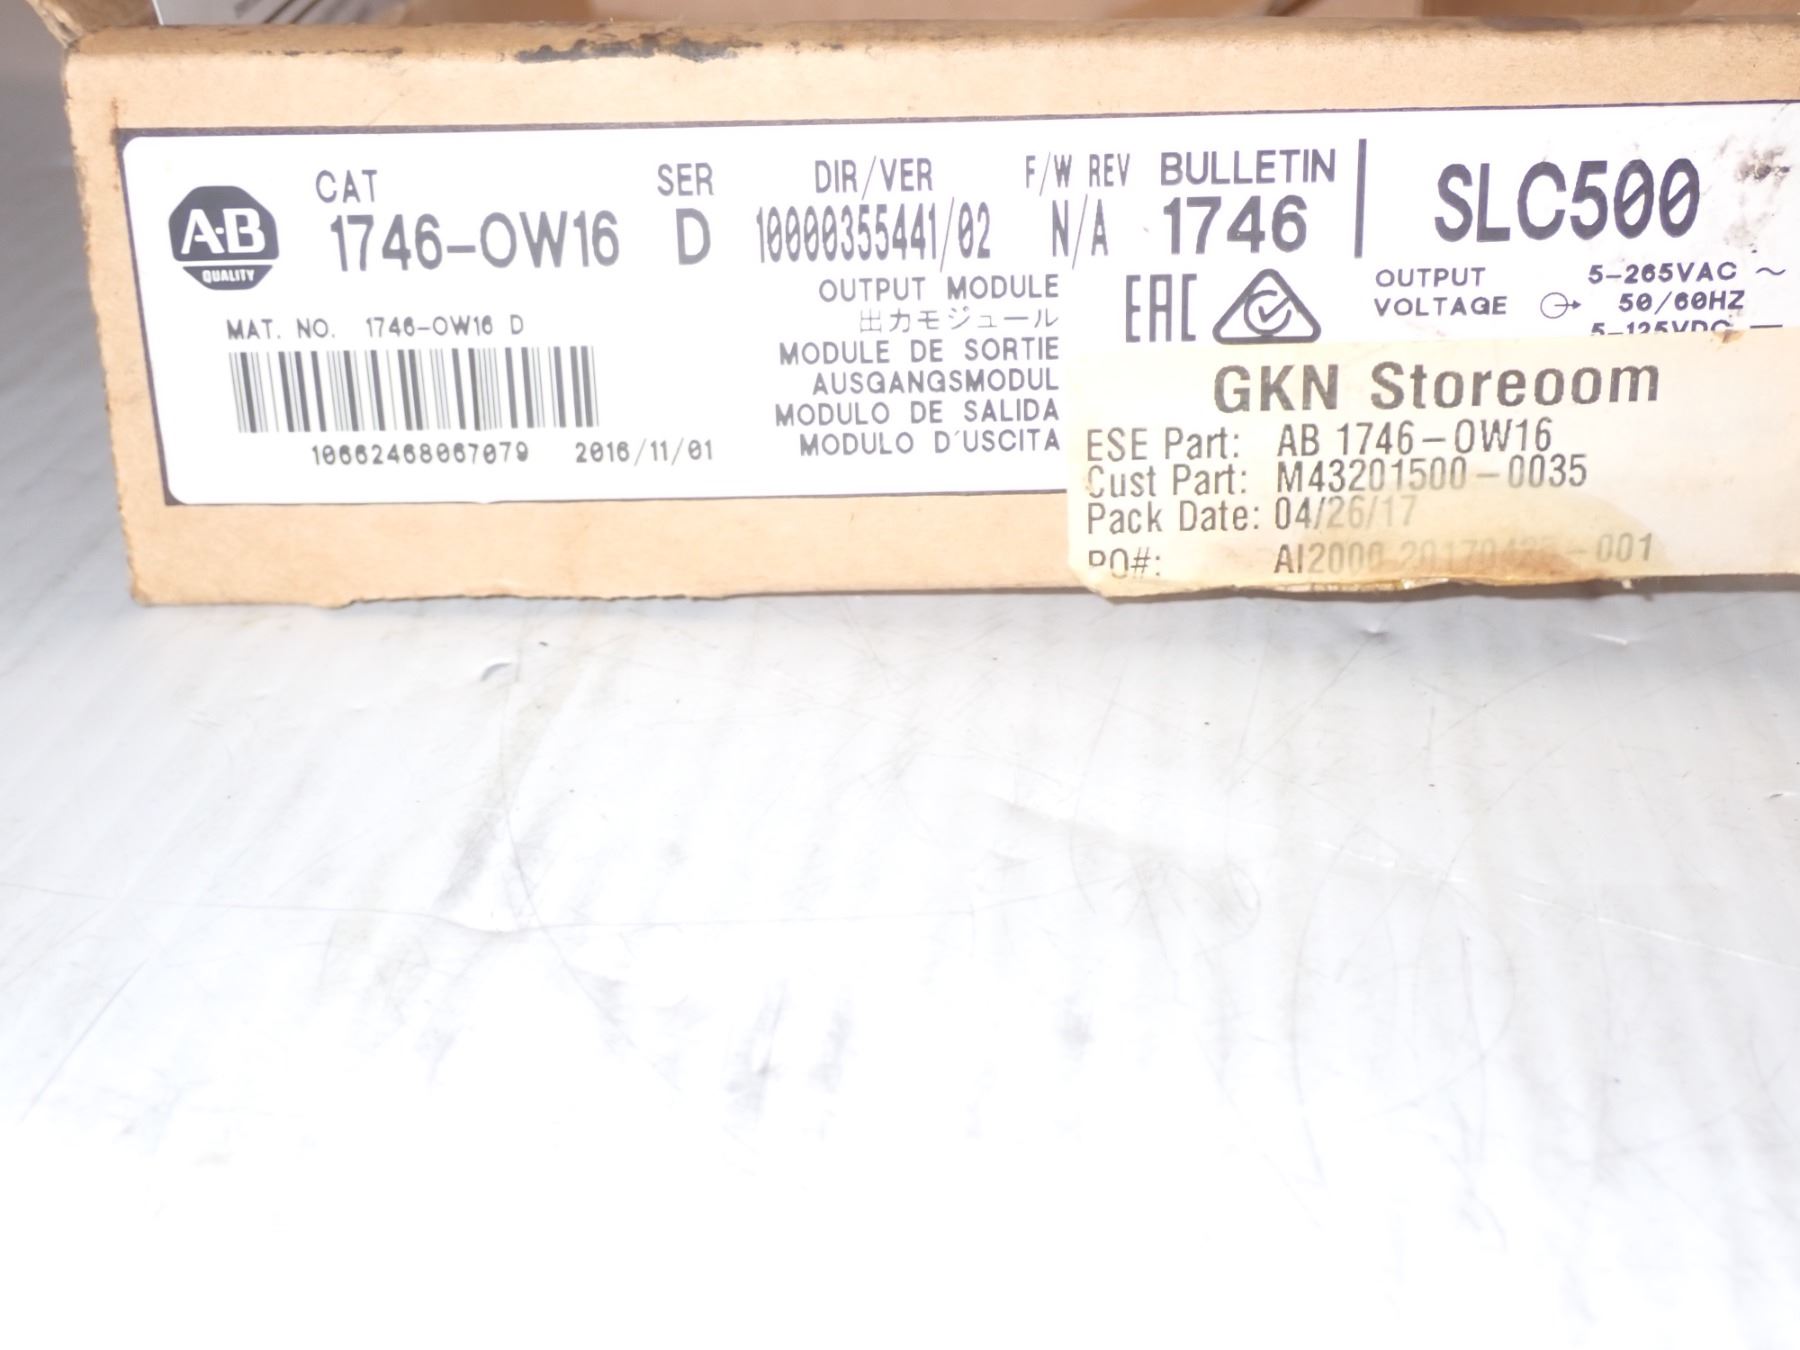 A-B
QUALITY
CAT
1746-OW16
SER
D
DIR/VER
10000355441/02
F/W REV
N/A
BULLETIN
1746
SLC500
MAT. NO. 1746-OW16 D
10662468067079 2016/11/01
OUTPUT MODULE
出力モジュール
MODULE DE SORTIE
AUSGANGSMODUL
MODULO DE SALIDA
MODULO D'USCITA
EAC
OUTPUT
VOLTAGE
5-265VAC ~
50/60HZ
5-125VDC
GKN Storeoom
ESE Part: AB 1746-OW16
Cust Part: M43201500-0035
Pack Date: 04/26/17
PO#: -001